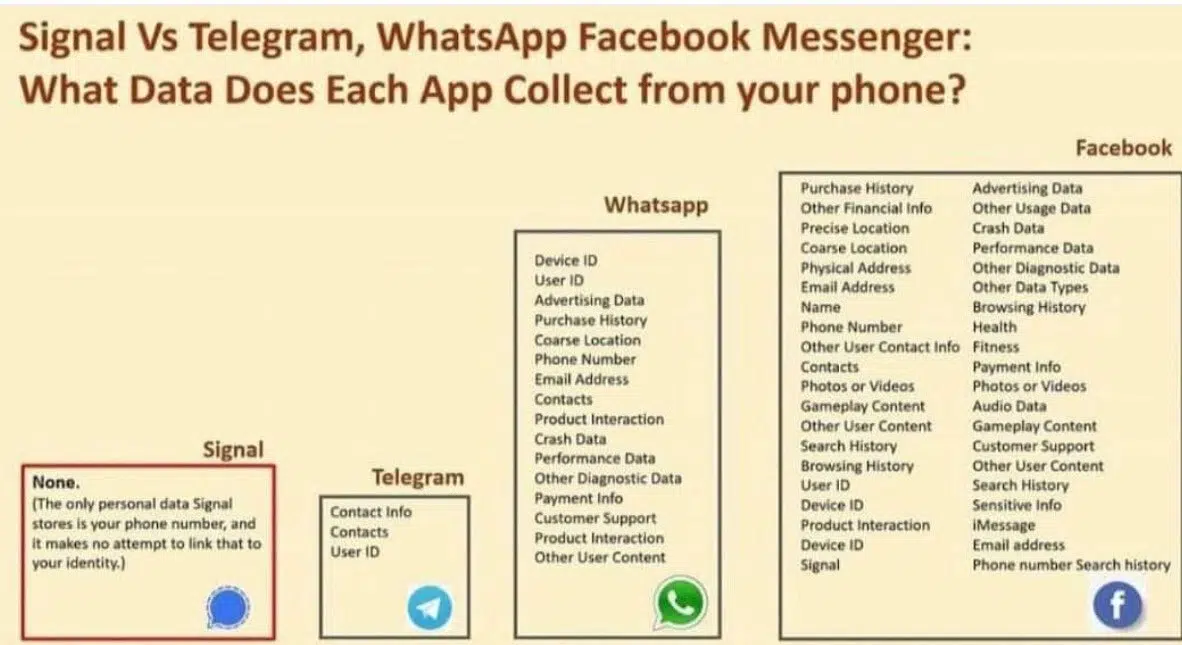 Signal Vs Telegram, WhatsApp Facebook Messenger:
What Data Does Each App Collect from your phone?
Signal
None.
(The only personal data Signal
stores is your phone number, and
it makes no attempt to link that to
your identity.)
Telegram
Contact Info
Contacts
User ID
Whatsapp
Device ID
User ID
Advertising Data
Purchase History
Coarse Location
Phone Number
Email Address
Contacts
Product Interaction
Crash Data
Performance Data
Other Diagnostic Data
Payment Info
Customer Support
Product Interaction
Other User Content
Facebook
Purchase History
Other Financial Info
Precise Location
Coarse Location
Physical Address
Email Address
Name
Phone Number
Other User Contact Info
Contacts
Photos or Videos
Gameplay Content
Other User Content
Search History
Browsing History
User ID
Device ID
Product Interaction
Device ID
Signal
Advertising Data
Other Usage Data
Crash Data
Performance Data
Other Diagnostic Data
Other Data Types
Browsing History
Health
Fitness
Payment Info
Photos or Videos
Audio Data
Gameplay Content
Customer Support
Other User Content
Search History
Sensitive Info
iMessage
Email address
Phone number Search history